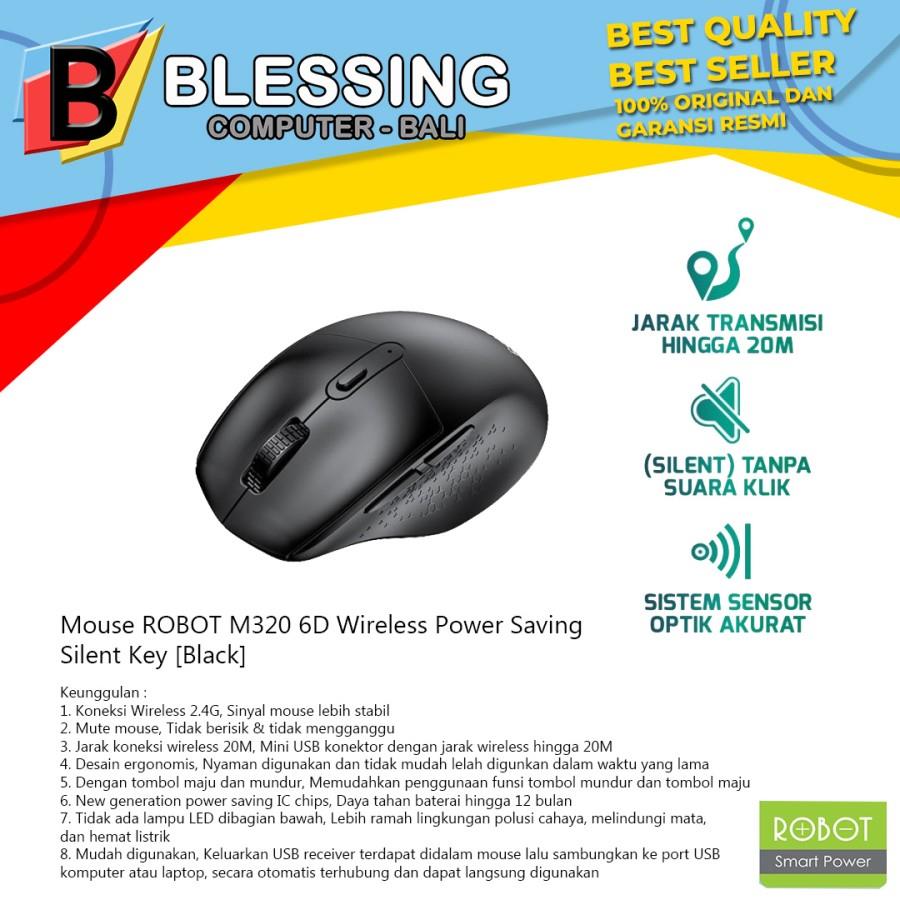 B BLESSING
COMPUTER - BALI
BEST QUALITY
BEST SELLER
100% ORIGINAL DAN
GARANSI RESMI
JARAK TRANSMISI
HINGGA 20M
(SILENT) TANPA
SUARA KLIK
SISTEM SENSOR
OPTIK AKURAT
Mouse ROBOT M320 6D Wireless Power Saving
Silent Key [Black]
Keunggulan :
1. Koneksi Wireless 2.4G, Sinyal mouse lebih stabil
2. Mute mouse, Tidak berisik & tidak mengganggu
3. Jarak koneksi wireless 20M, Mini USB konektor dengan jarak wireless hingga 20M
4. Desain ergonomis, Nyaman digunakan dan tidak mudah lelah digunkan dalam waktu yang lama
5. Dengan tombol maju dan mundur, Memudahkan penggunaan funsi tombol mundur dan tombol maju
6. New generation power saving IC chips, Daya tahan baterai hingga 12 bulan
7. Tidak ada lampu LED dibagian bawah, Lebih ramah lingkungan polusi cahaya, melindungi mata,
dan hemat listrik
8. Mudah digunakan, Keluarkan USB receiver terdapat didalam mouse lalu sambungkan ke port USB
komputer atau laptop, secara otomatis terhubung dan dapat langsung digunakan
ROBOT
Smart Power